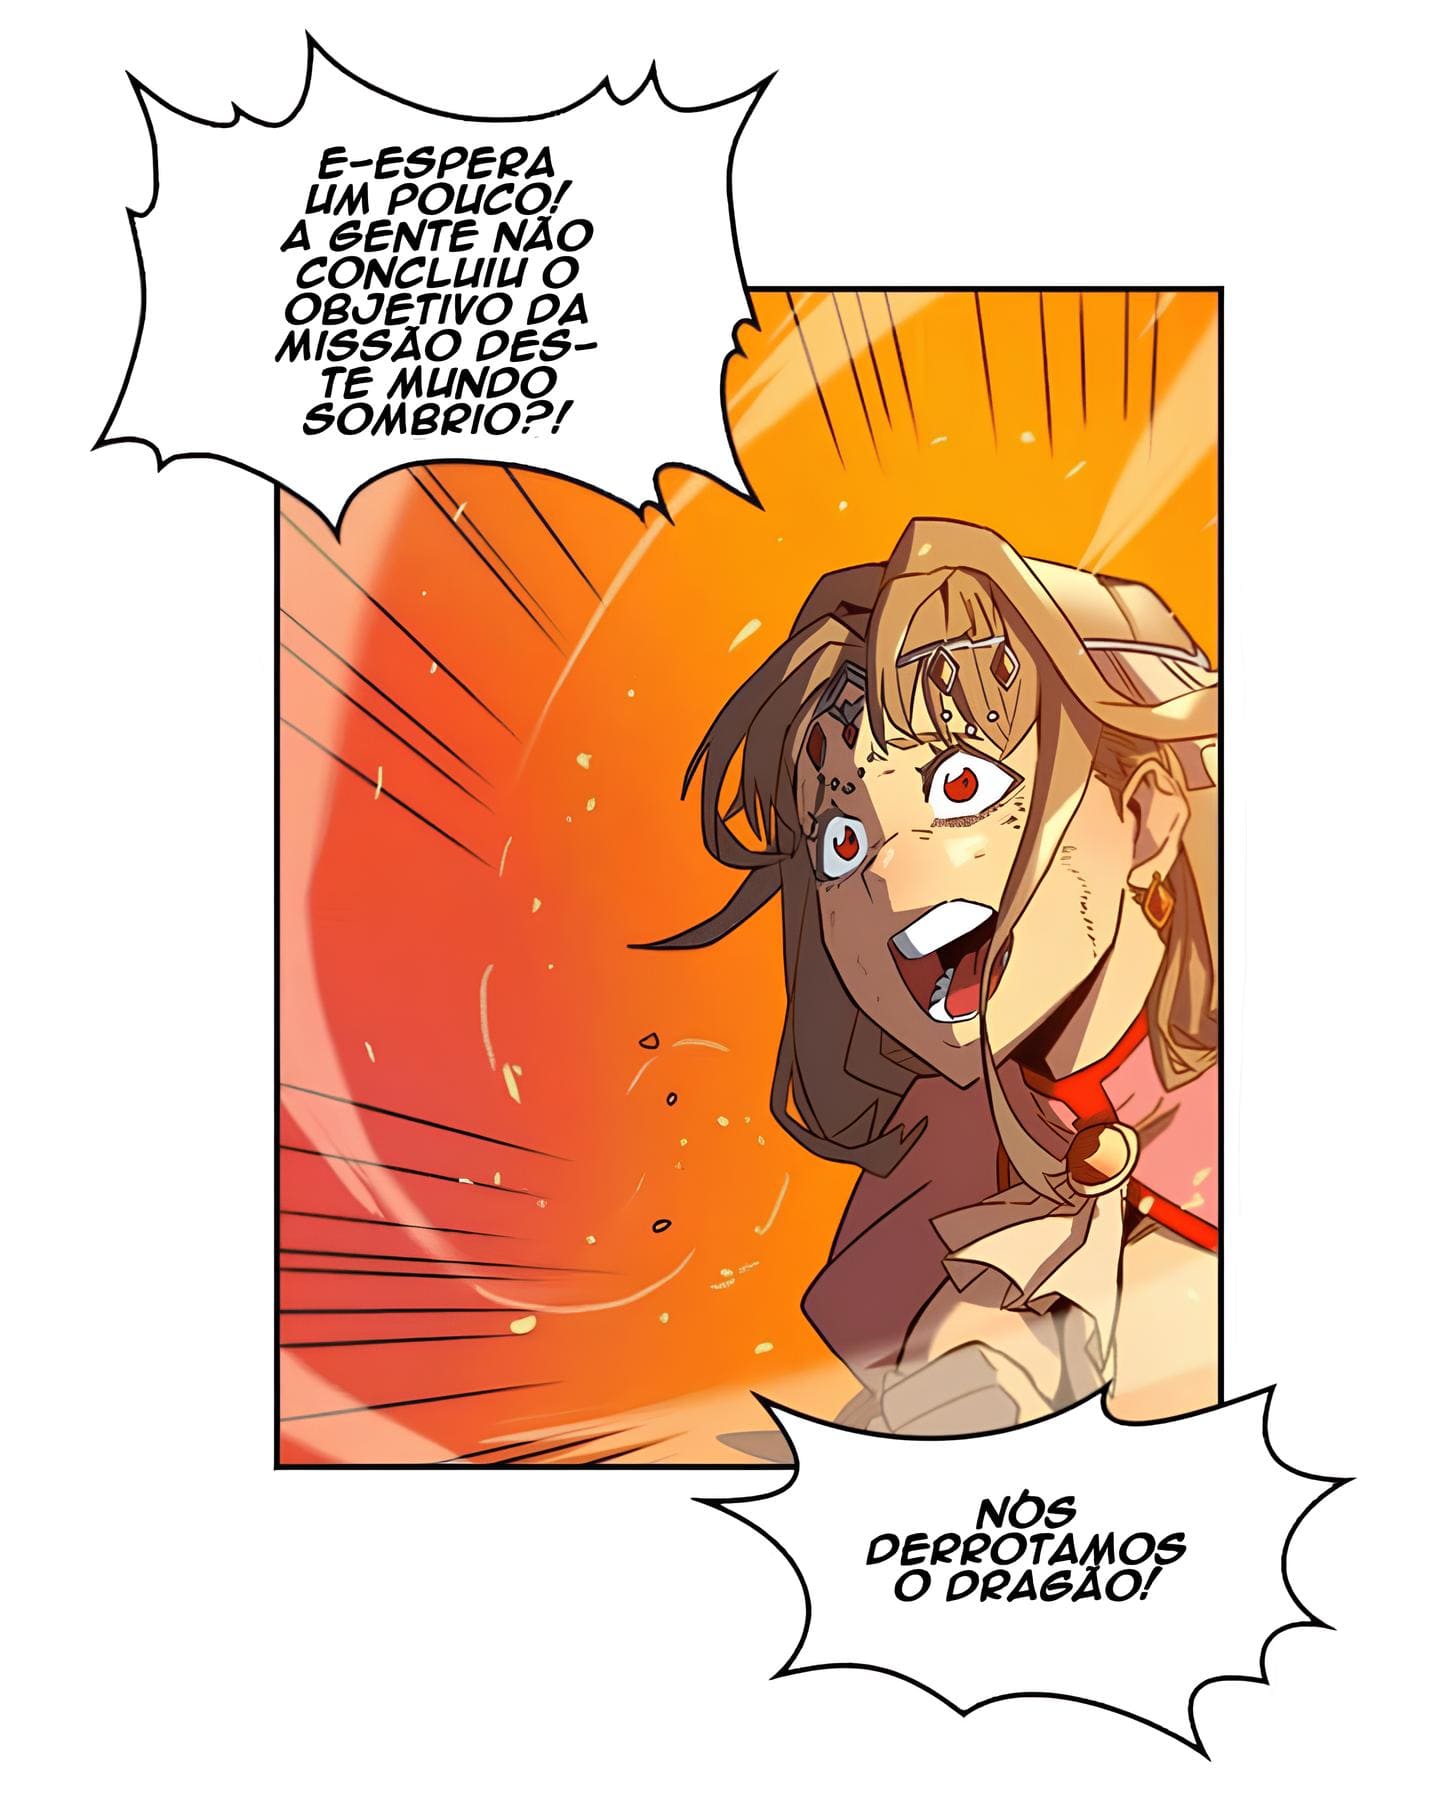 E-ESPERA
UM POUCO!
A GENTE NÃO
CONCLUIU O
OBJETIVO DA
MISSÃO DES-
TE MUNDO
SOMBRIO?!
NÓS
DERROTAMOS
O DRAGÃO!